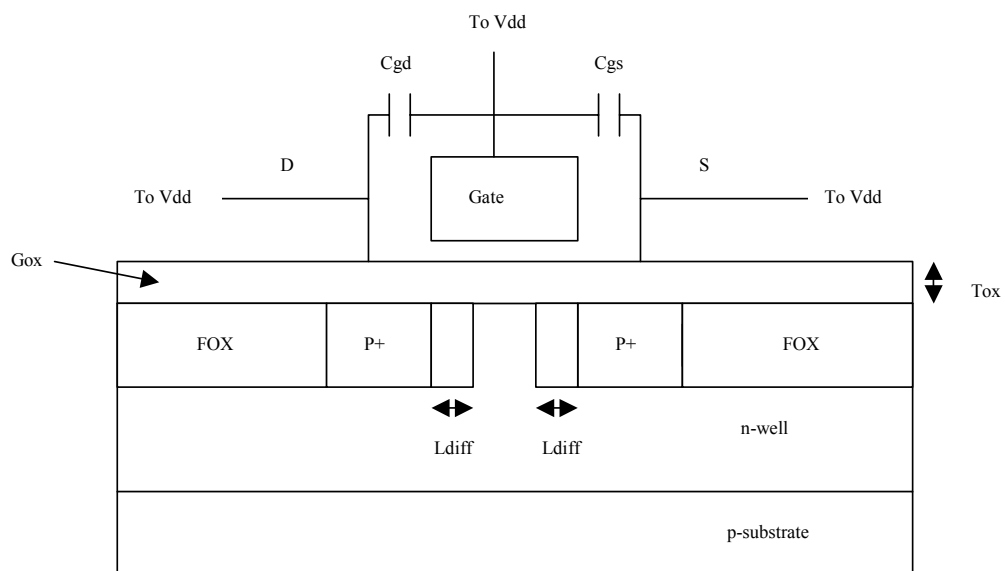 To Vdd
Cgd
Cgs
D
S
To Vdd
Gate
To Vdd
Gox
Tox
FOX
P+
P+
FOX
Ldiff
Ldiff
n-well
p-substrate